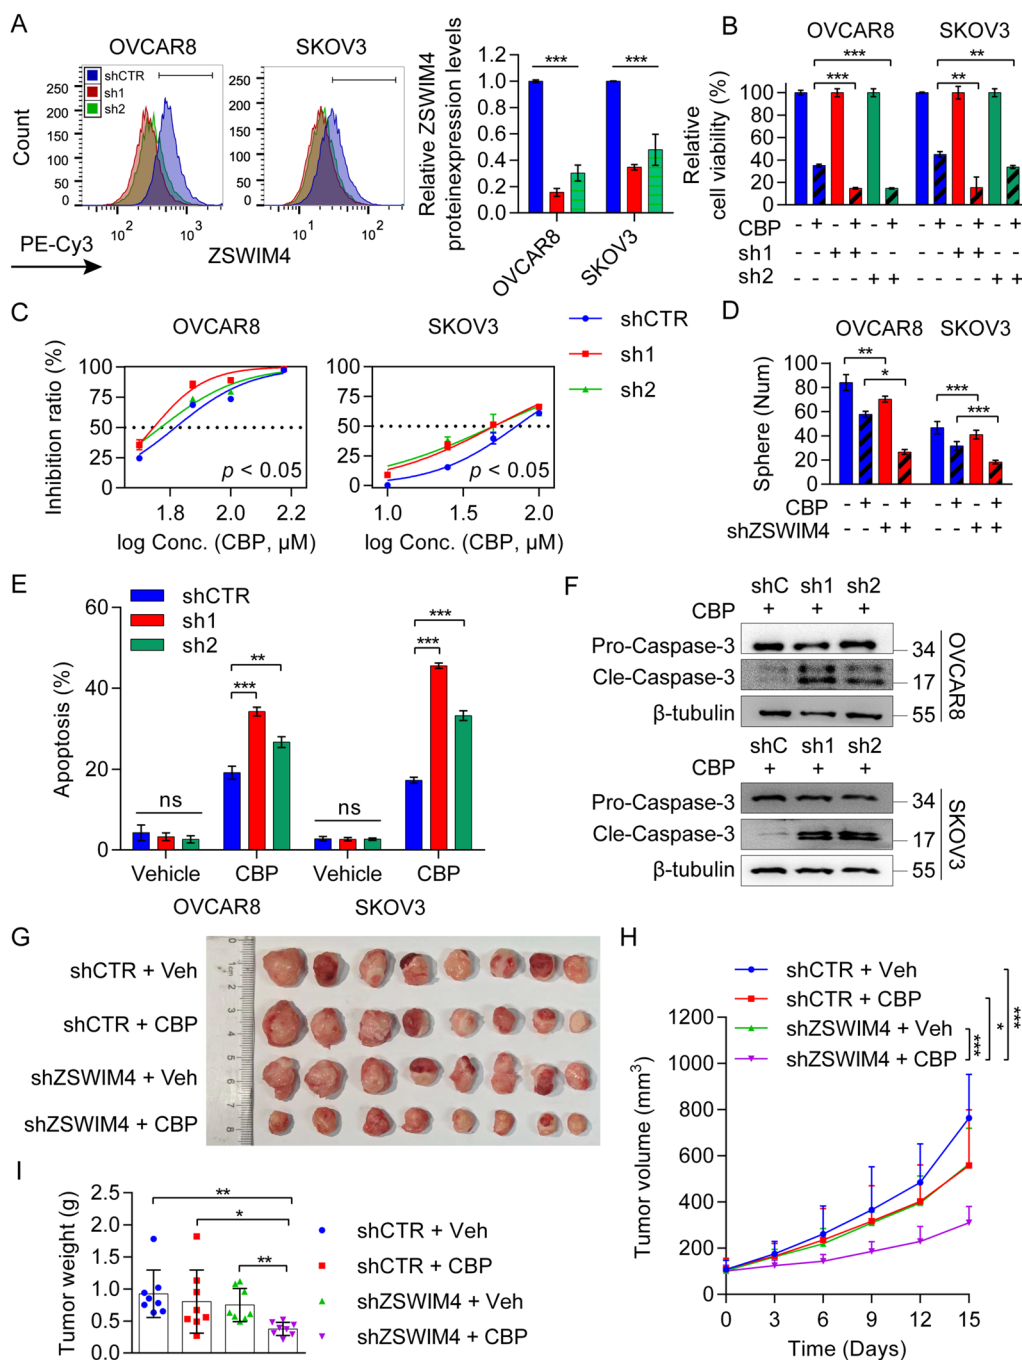 A
OVCAR8
SKOV3
shCTR
sh1
sh2
Count
250
200
150
100
50
0
250
200
150
100
50
0
10² 10³
10¹ 10²
PE-Cy3
ZSWIM4
Relative ZSWIM4
proteinexpression levels
1.0
0.8
0.6
0.4
0.2
0.0
*** ***
OVCAR8
SKOV3
B
OVCAR8
SKOV3
*** **
*** **
Relative
cell viability (%)
100
80
60
40
20
0
CBP - + - + - + - + - + - +
sh1 - - + + - - - - + + - -
sh2 - - - - + + - - - - + +
C
OVCAR8
SKOV3
shCTR
sh1
sh2
Inhibition ratio (%)
100
75
50
25
0
p < 0.05
1.8 2.0 2.2
log Conc. (CBP, μM)
100
75
50
25
0
p < 0.05
1.0 1.5 2.0
log Conc. (CBP, μM)
D
OVCAR8 SKOV3
** *
*** ***
Sphere (Num)
100
80
60
40
20
0
CBP - + - + - + - +
shZSWIM4 - - + + - - + +
E
shCTR
sh1
sh2
Apoptosis (%)
60
40
20
0
ns
**
***
ns
***
***
Vehicle CBP Vehicle CBP
OVCAR8 SKOV3
F
shC sh1 sh2
CBP + + +
Pro-Caspase-3 34
Cle-Caspase-3 17
β-tubulin 55
OVCAR8
shC sh1 sh2
CBP + + +
Pro-Caspase-3 34
Cle-Caspase-3 17
β-tubulin 55
SKOV3
G
shCTR + Veh
shCTR + CBP
shZSWIM4 + Veh
shZSWIM4 + CBP
0
1cm
2
3
4
5
6
7
8
H
shCTR + Veh
shCTR + CBP
shZSWIM4 + Veh
shZSWIM4 + CBP
***
*
***
Tumor volume (mm³)
1200
1000
800
600
400
200
0
0 3 6 9 12 15
Time (Days)
I
Tumor weight (g)
2.5
2.0
1.5
1.0
0.5
0.0
**
*
**
shCTR + Veh
shCTR + CBP
shZSWIM4 + Veh
shZSWIM4 + CBP